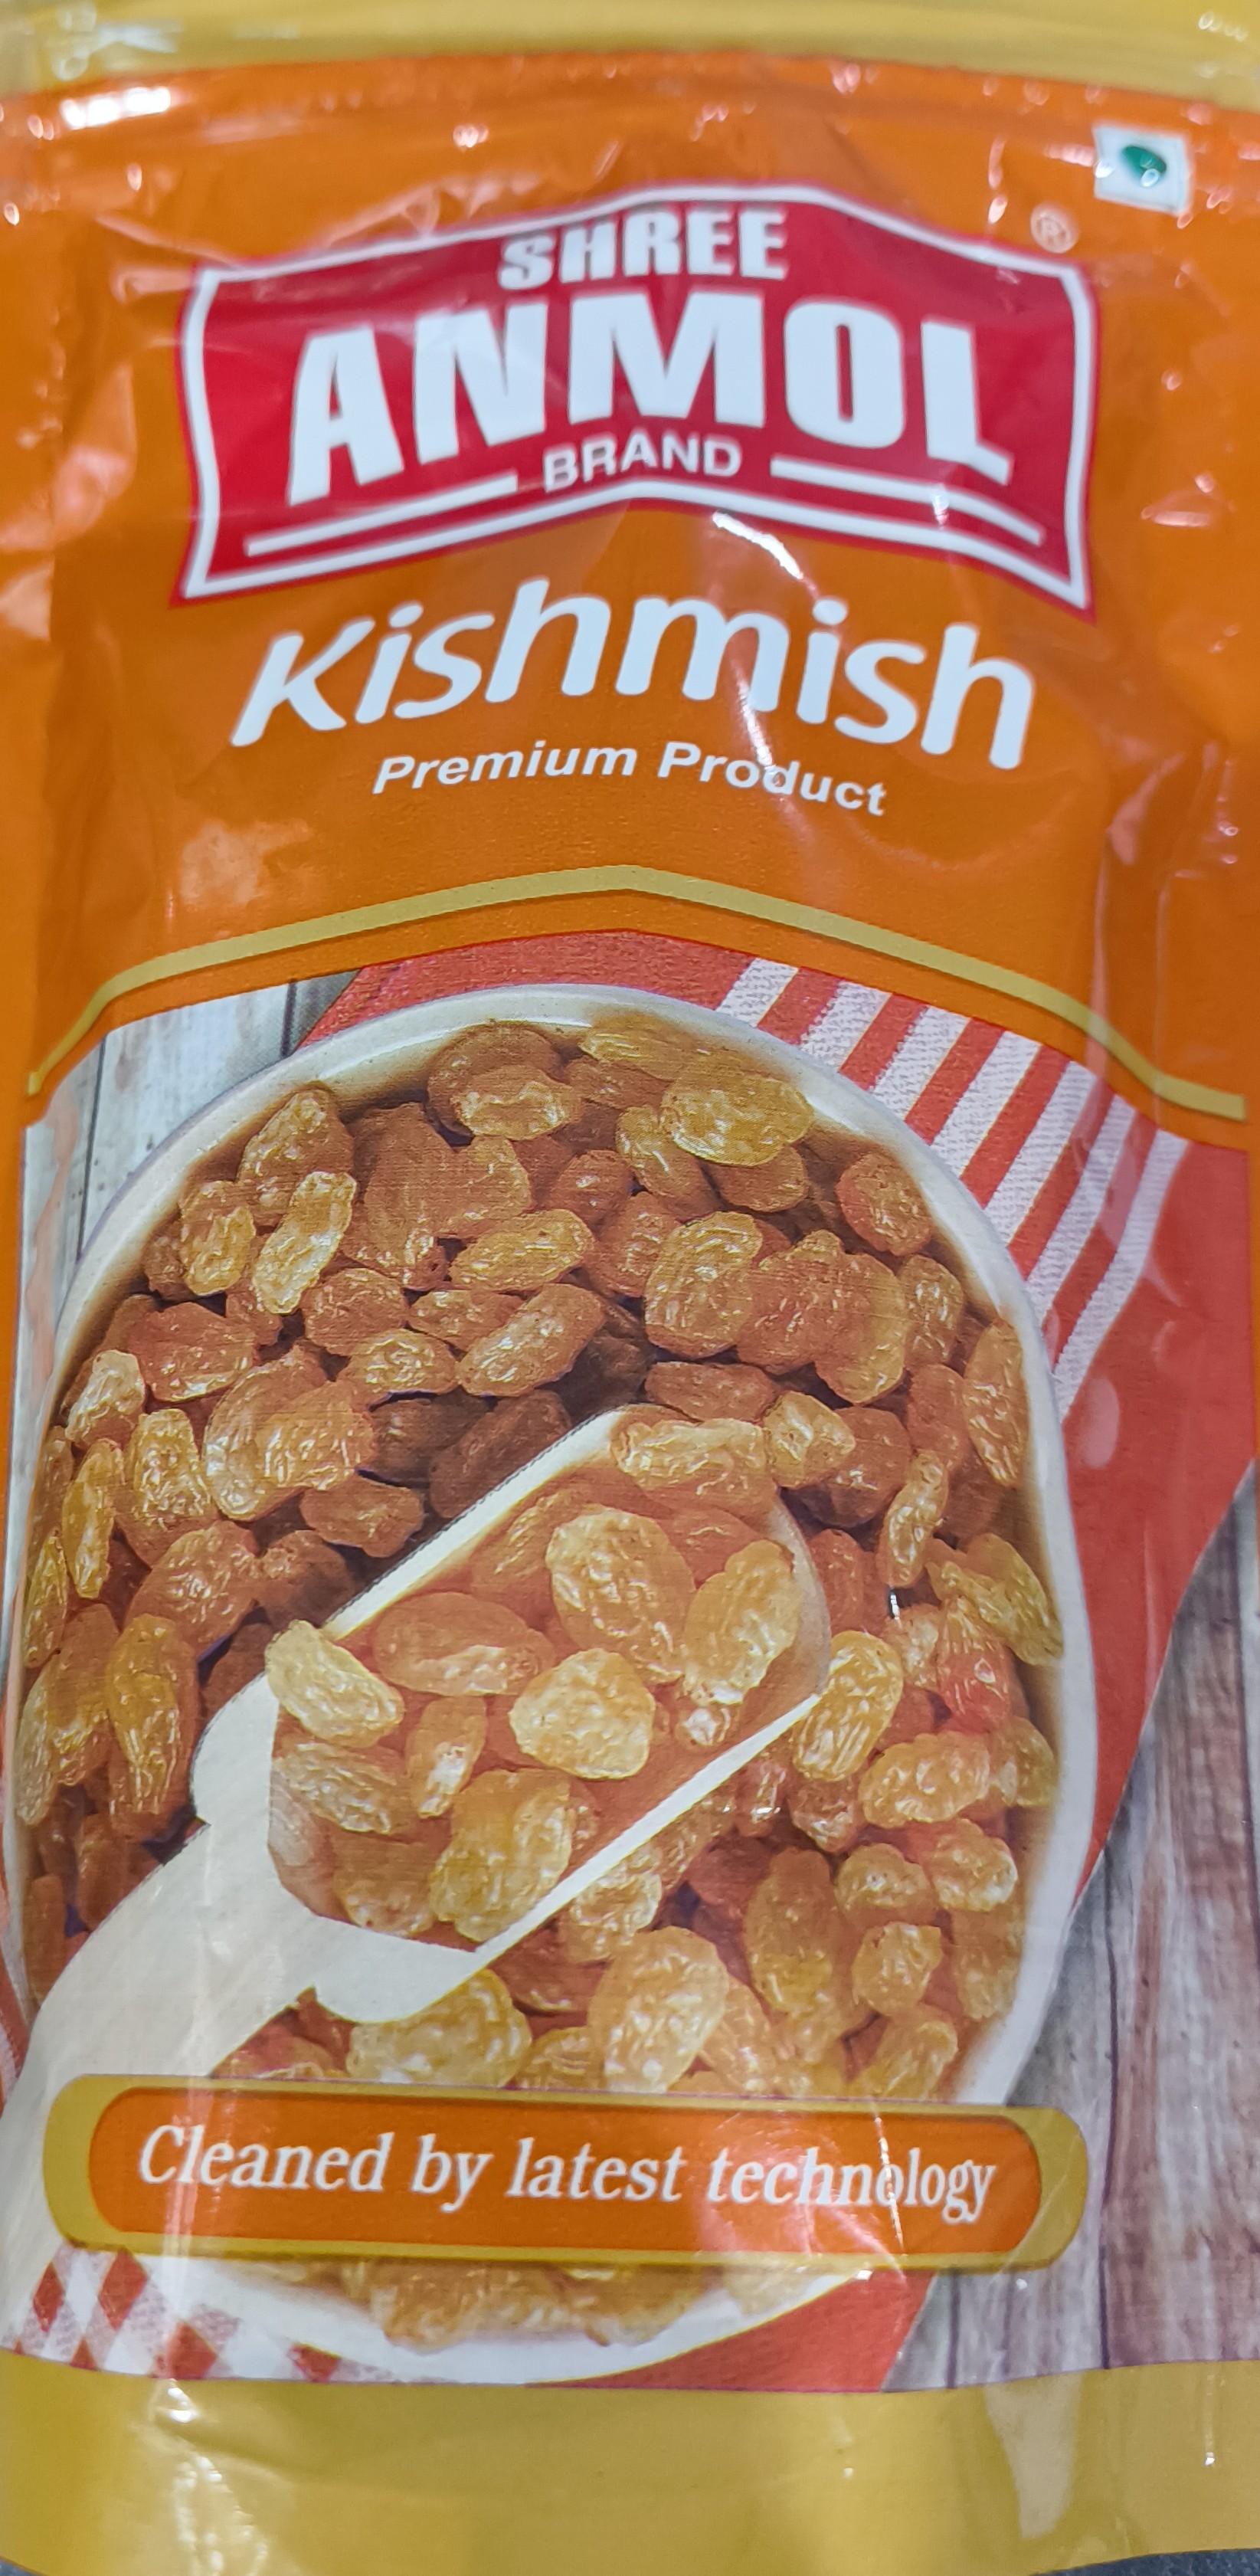 ®
SHREE
ANMOL
BRAND
Kishmish
Premium Product
Cleaned by latest technology